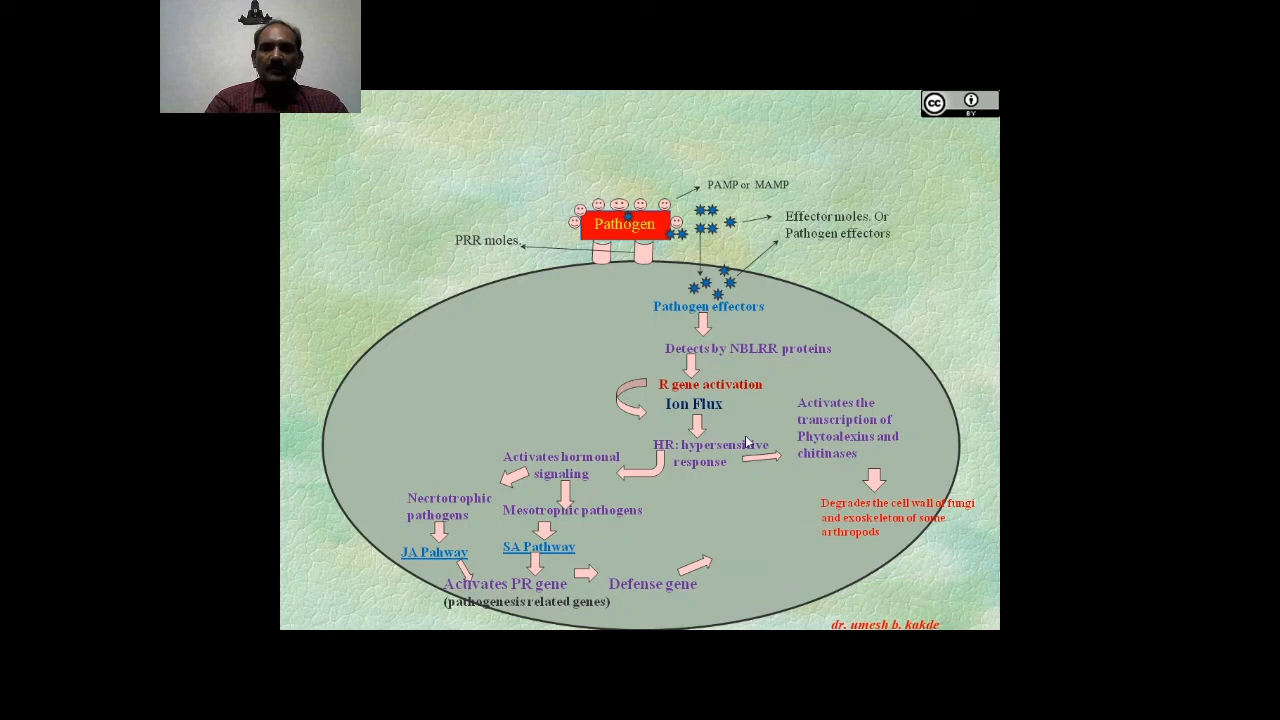 cc
BY
PAMP or MAMP
Pathogen
Effector moles. Or
Pathogen effectors
PRR moles.
Pathogen effectors
Detects by NBLRR proteins
R gene activation
Ion Flux
HR: hypersensitive
response
Activates the
transcription of
Phytoalexins and
chitinases
Activates hormonal
signaling
Degrades the cell wall of fungi
and exoskeleton of some
arthropods
Necrtotrophic
pathogens
Mesotrophic pathogens
JA Pahway
SA Pathway
Activates PR gene
(pathogenesis related genes)
Defense gene
dr. umesh b. kakde